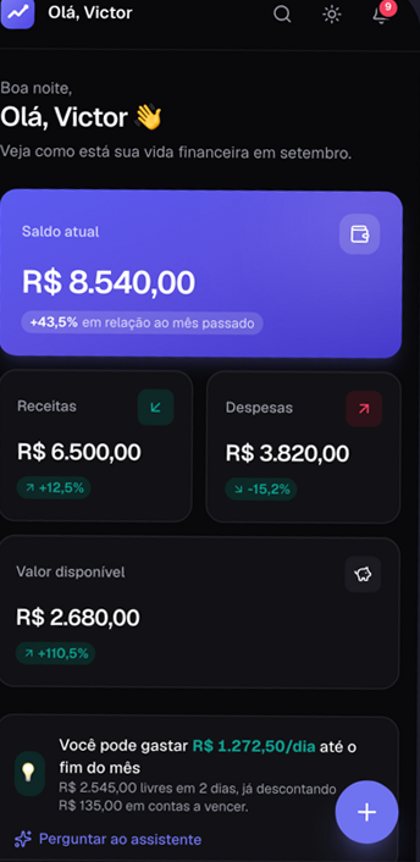 Olá, Victor
9
Boa noite,
Olá, Victor 👋
Veja como está sua vida financeira em setembro.
Saldo atual
R$ 8.540,00
+43,5% em relação ao mês passado
Receitas
R$ 6.500,00
+12,5%
Despesas
R$ 3.820,00
-15,2%
Valor disponível
R$ 2.680,00
+110,5%
Você pode gastar R$ 1.272,50/dia até o
fim do mês
R$ 2.545,00 livres em 2 dias, já descontando
R$ 135,00 em contas a vencer.
Perguntar ao assistente